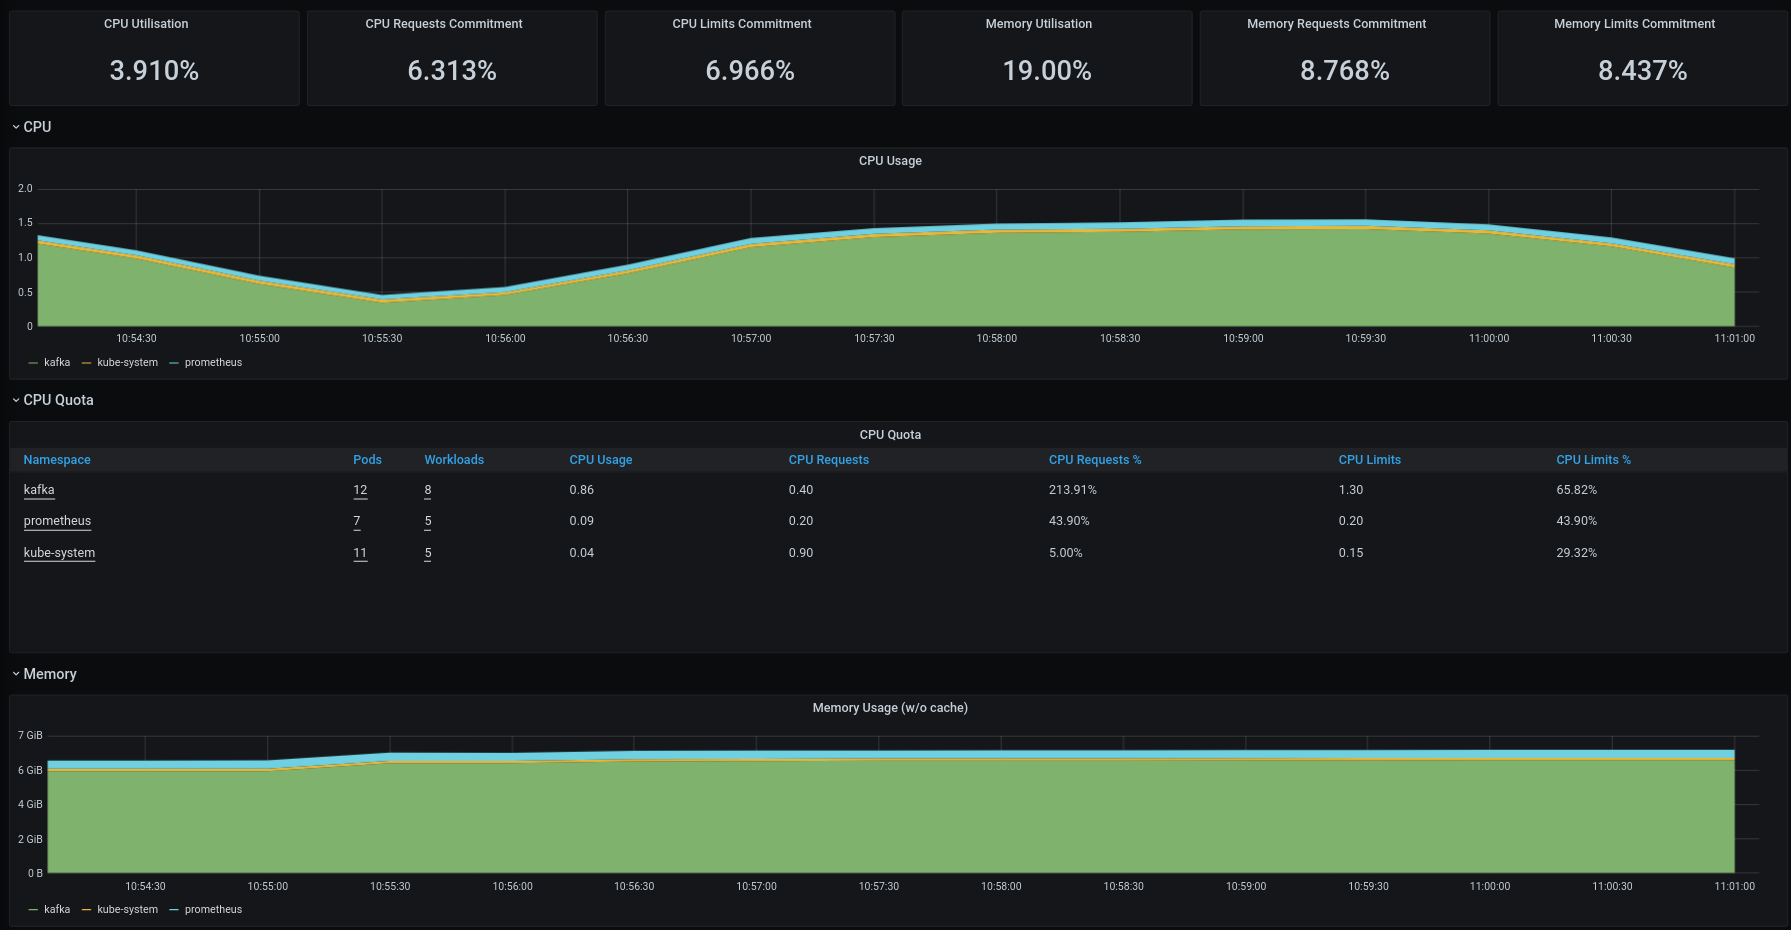 CPU Utilisation
3.910%
CPU Requests Commitment
6.313%
CPU Limits Commitment
6.966%
Memory Utilisation
19.00%
Memory Requests Commitment
8.768%
Memory Limits Commitment
8.437%
CPU
CPU Usage
2.0
1.5
1.0
0.5
0
10:54:30 10:55:00 10:55:30 10:56:00 10:56:30 10:57:00 10:57:30 10:58:00 10:58:30 10:59:00 10:59:30 11:00:00 11:00:30 11:01:00
kafka kube-system prometheus
CPU Quota
CPU Quota
Namespace Pods Workloads CPU Usage CPU Requests CPU Requests % CPU Limits CPU Limits %
kafka 12 8 0.86 0.40 213.91% 1.30 65.82%
prometheus 7 5 0.09 0.20 43.90% 0.20 43.90%
kube-system 11 5 0.04 0.90 5.00% 0.15 29.32%
Memory
Memory Usage (w/o cache)
7 GiB
6 GiB
4 GiB
2 GiB
0 B
10:54:30 10:55:00 10:55:30 10:56:00 10:56:30 10:57:00 10:57:30 10:58:00 10:58:30 10:59:00 10:59:30 11:00:00 11:00:30 11:01:00
kafka kube-system prometheus